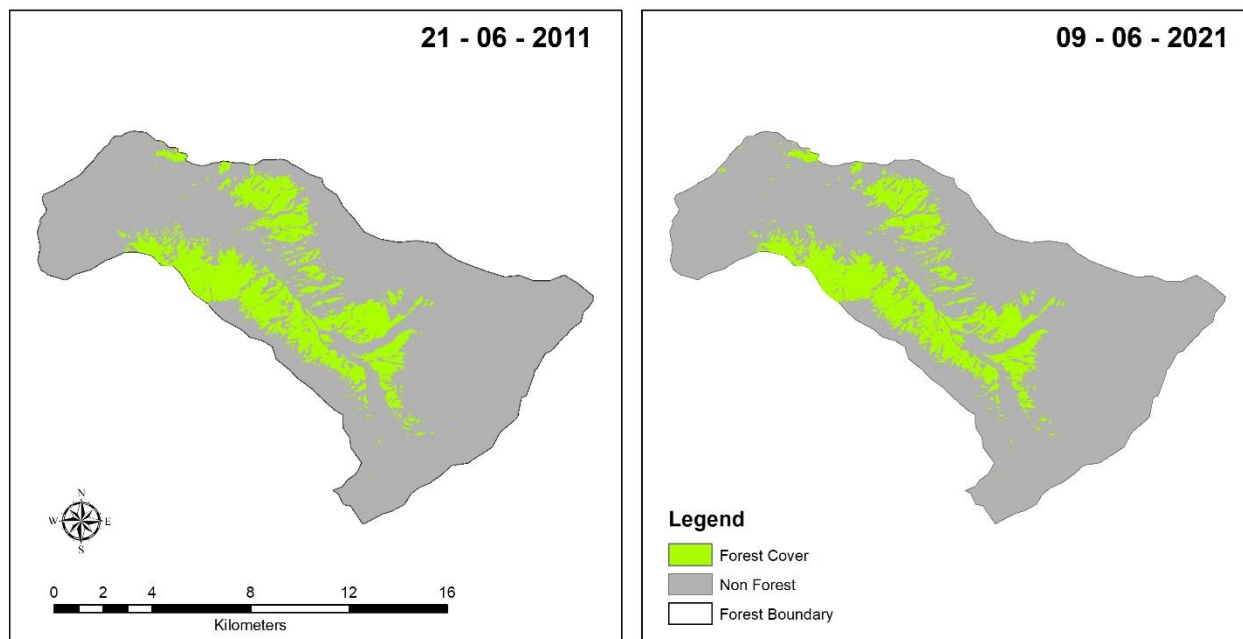 21 - 06 - 2011
N
W E
S
0 2 4 8 12 16
Kilometers
09 - 06 - 2021
Legend
Forest Cover
Non Forest
Forest Boundary